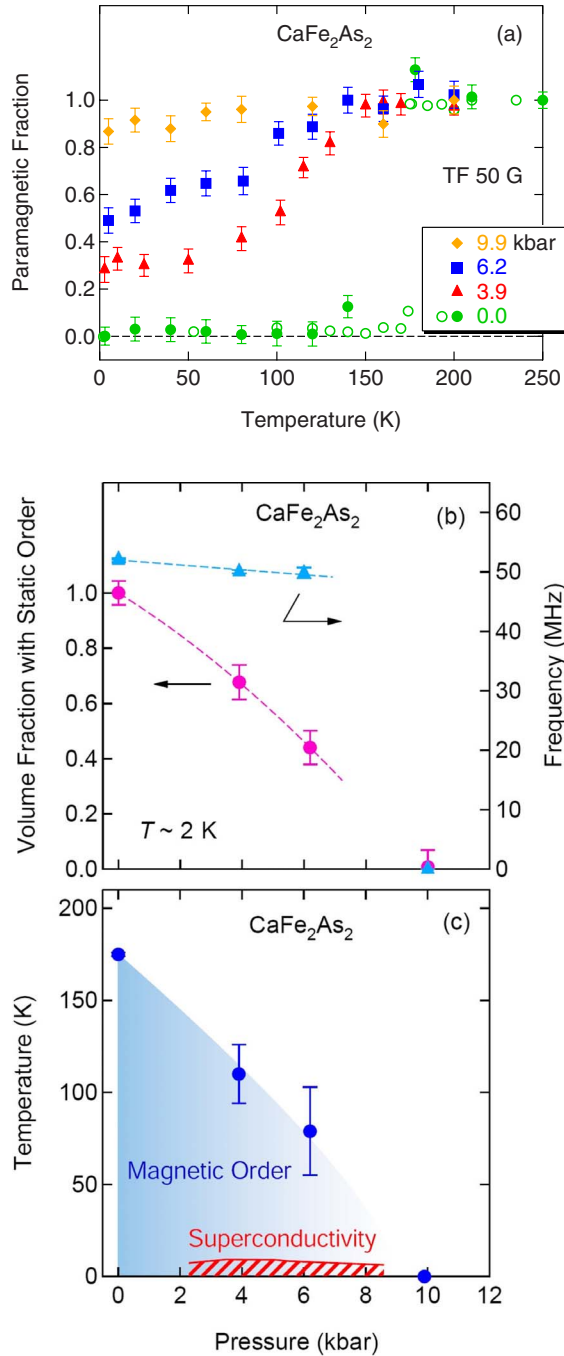 CaFe2As2
(a)
Paramagnetic Fraction
1.0
0.8
0.6
0.4
0.2
0.0
TF 50 G
9.9 kbar
6.2
3.9
0.0
0 50 100 150 200 250
Temperature (K)
CaFe2As2
(b)
Volume Fraction with Static Order
1.0
0.8
0.6
0.4
0.2
0.0
60
50
40
30
20
10
0
Frequency (MHz)
T ~ 2 K
CaFe2As2
(c)
Temperature (K)
200
150
100
50
0
Magnetic Order
Superconductivity
0 2 4 6 8 10 12
Pressure (kbar)